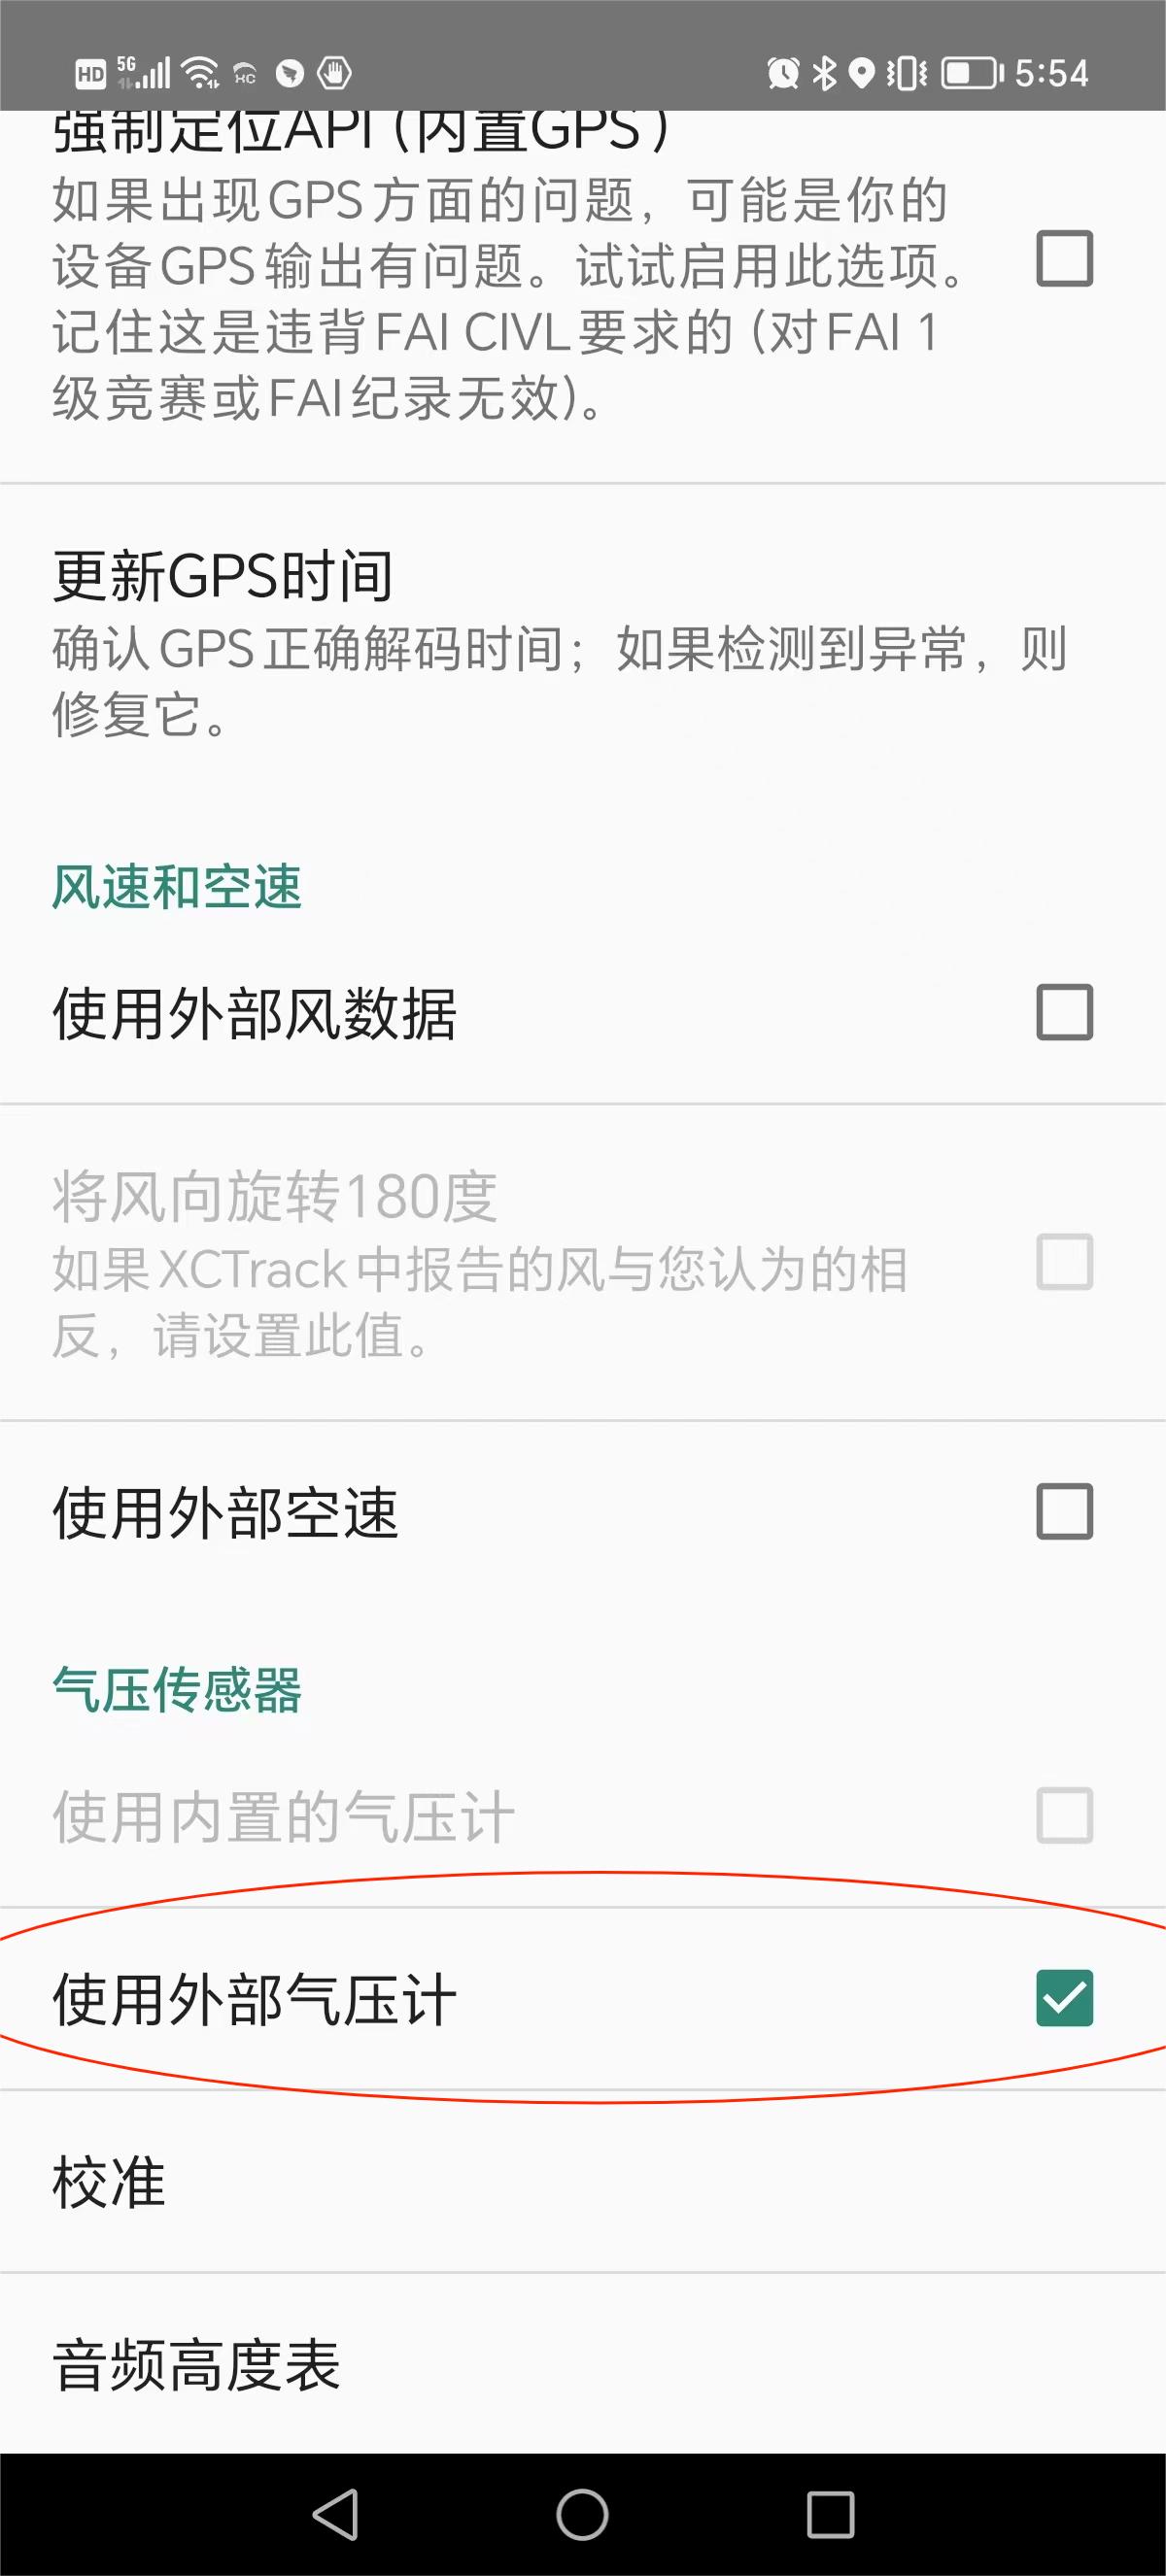 HD 5G XC 5:54
强制定位API (内置GPS)
如果出现GPS方面的问题，可能是你的
设备GPS输出有问题。试试启用此选项。
记住这是违背FAI CIVL要求的 (对FAI 1
级竞赛或FAI纪录无效)。
更新GPS时间
确认GPS正确解码时间；如果检测到异常，则
修复它。
风速和空速
使用外部风数据
将风向旋转180度
如果XCTrack中报告的风与您认为的相
反，请设置此值。
使用外部空速
气压传感器
使用内置的气压计
使用外部气压计
校准
音频高度表